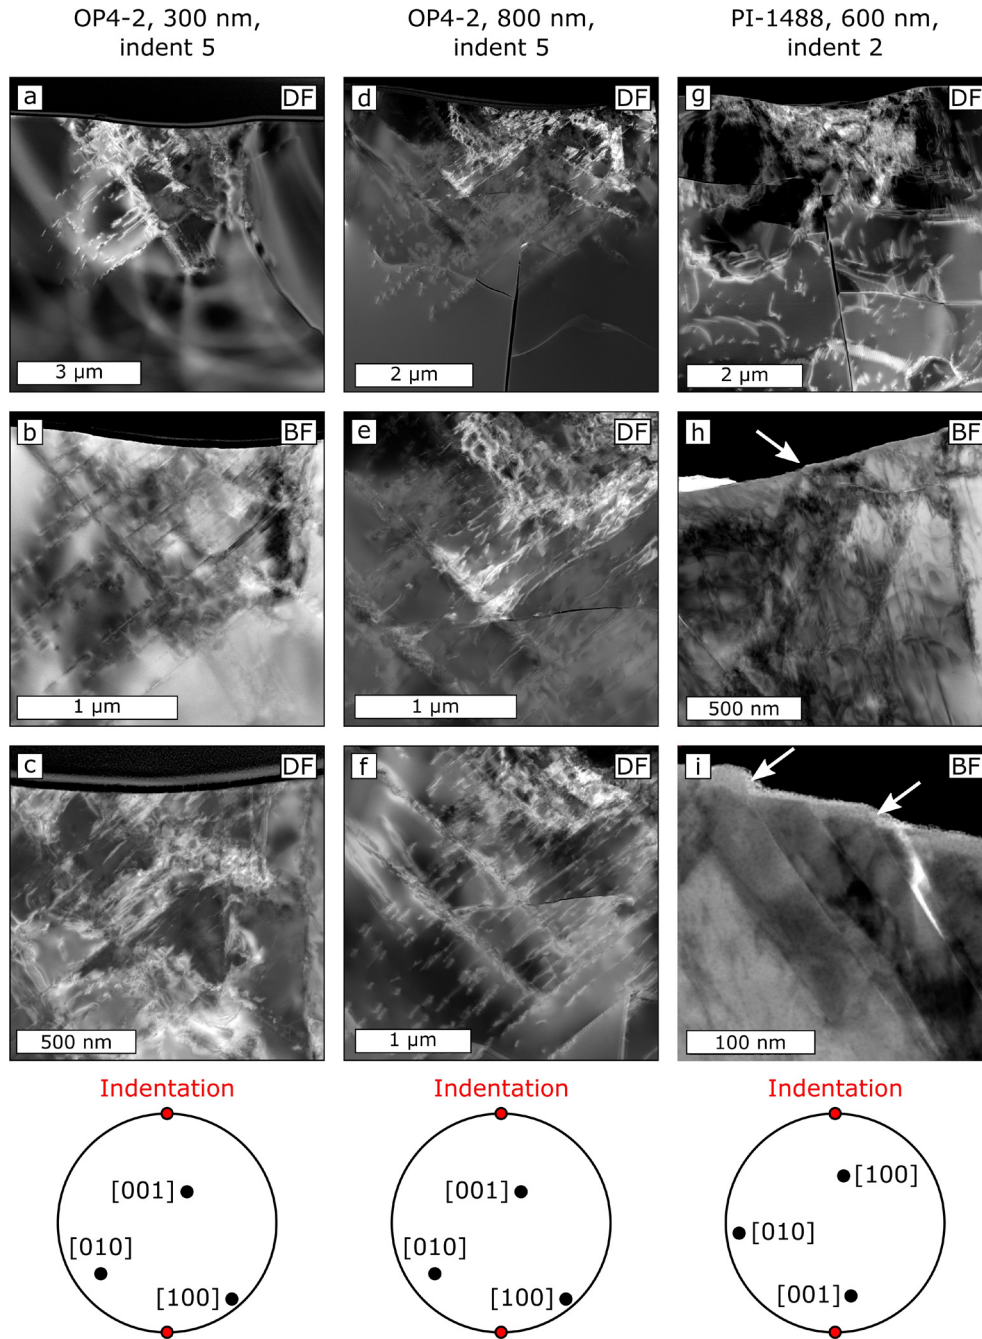 OP4-2, 300 nm,
indent 5
OP4-2, 800 nm,
indent 5
PI-1488, 600 nm,
indent 2
a
DF
3 μm
d
DF
2 μm
g
DF
2 μm
b
BF
1 μm
e
DF
1 μm
h
BF
500 nm
c
DF
500 nm
f
DF
1 μm
i
BF
100 nm
Indentation
[001]
[010]
[100]
Indentation
[001]
[010]
[100]
Indentation
[100]
[010]
[001]